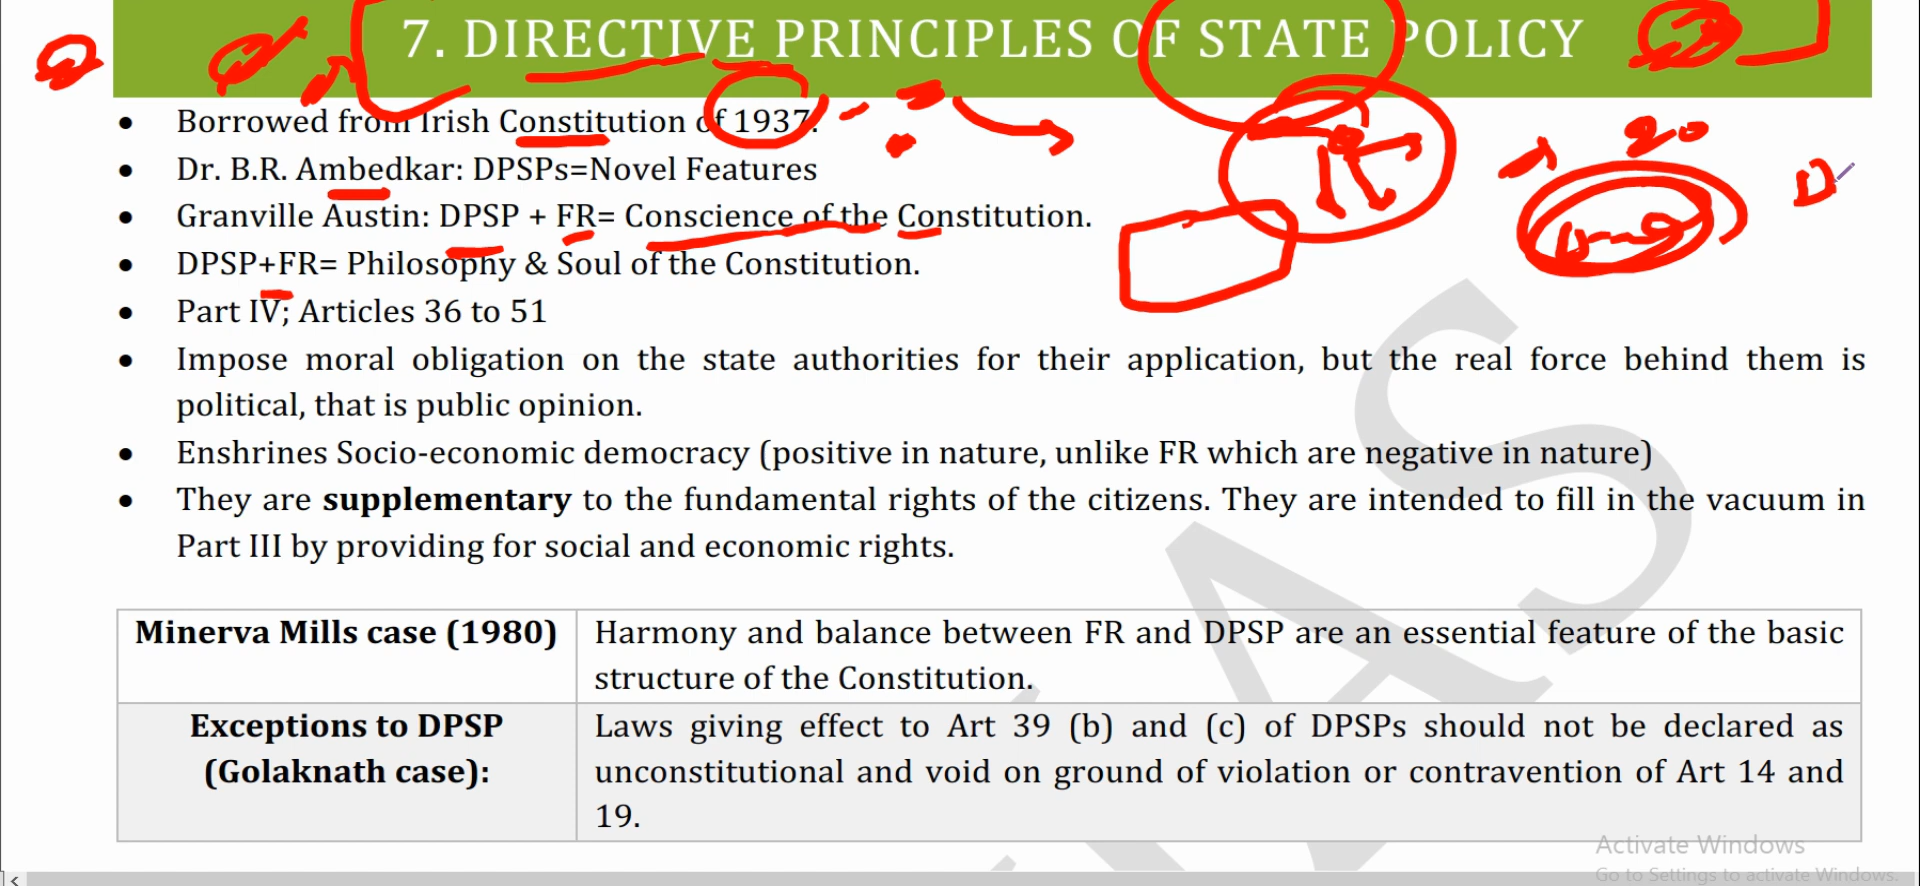 7. DIRECTIVE PRINCIPLES OF STATE POLICY
• Borrowed from Irish Constitution of 1937.
• Dr. B.R. Ambedkar: DPSPs=Novel Features
• Granville Austin: DPSP + FR= Conscience of the Constitution.
• DPSP+FR= Philosophy & Soul of the Constitution.
• Part IV; Articles 36 to 51
• Impose moral obligation on the state authorities for their application, but the real force behind them is
political, that is public opinion.
• Enshrines Socio-economic democracy (positive in nature, unlike FR which are negative in nature)
• They are supplementary to the fundamental rights of the citizens. They are intended to fill in the vacuum in
Part III by providing for social and economic rights.
Minerva Mills case (1980)
Harmony and balance between FR and DPSP are an essential feature of the basic
structure of the Constitution.
Exceptions to DPSP
(Golaknath case):
Laws giving effect to Art 39 (b) and (c) of DPSPs should not be declared as
unconstitutional and void on ground of violation or contravention of Art 14 and
19.
Activate Windows
Go to Settings to activate Windows.